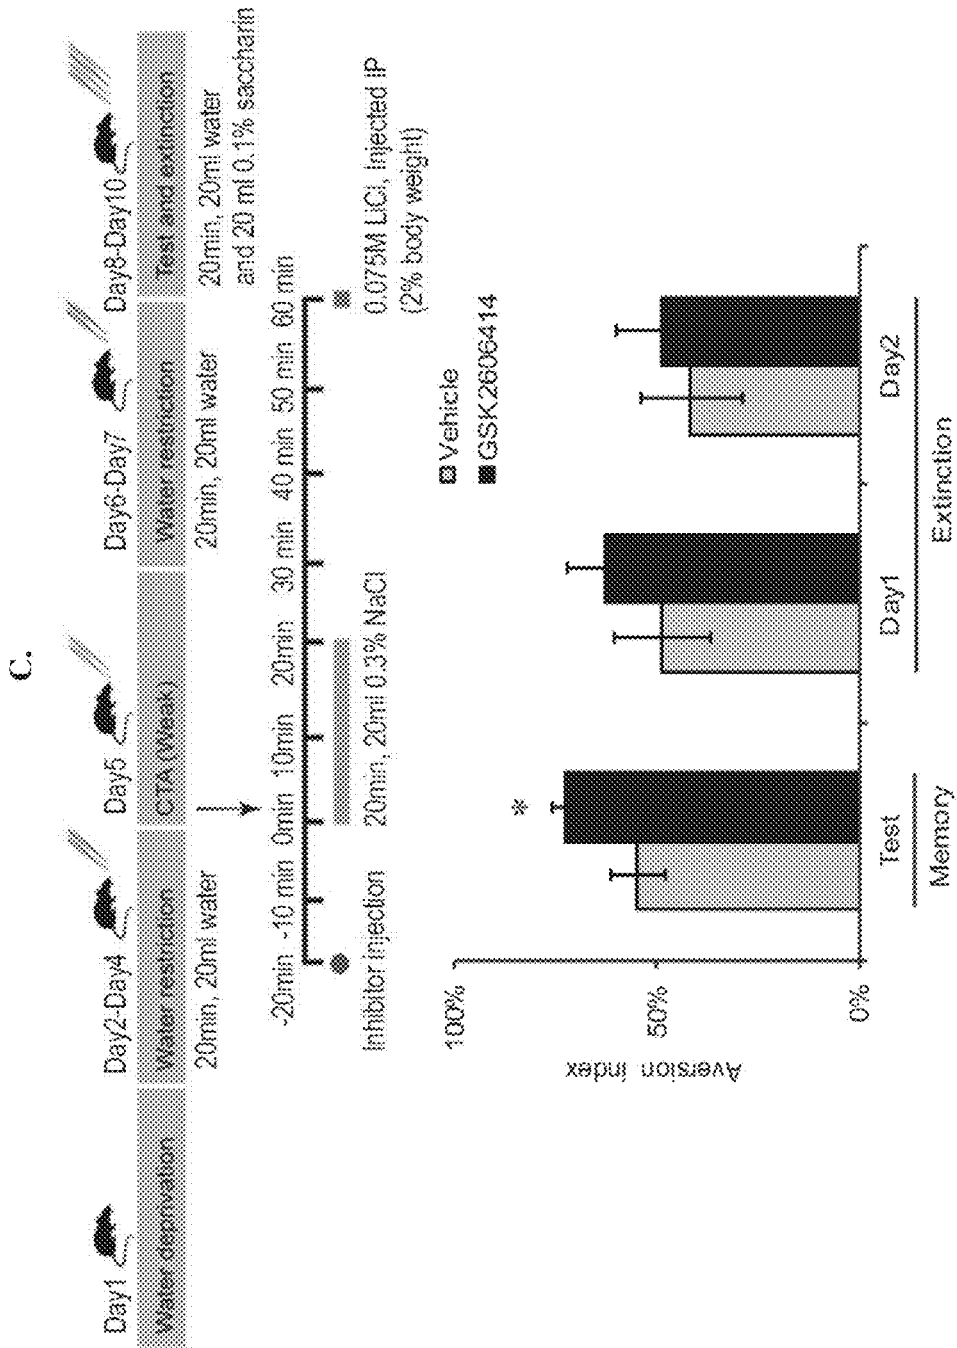 C.
Day1
Day2-Day4
Day5
Day6-Day7
Day8-Day10
Water deprivation
Water restriction
CTA (Weak)
Water restriction
Test and extinction
20min, 20ml water
20min, 20ml water
20min, 20ml water
and 20 ml 0.1% saccharin
-20min -10 min 0min 10min 20min 30 min 40 min 50 min 60 min
Inhibitor injection
20min, 20ml 0.3% NaCl
0.075M LiCl, Injected IP
(2% body weight)
Vehicle
GSK2606414
Aversion index
100%
50%
0%
*
Test
Day1
Day2
Memory
Extinction